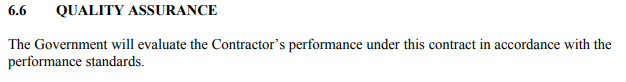 6.6 QUALITY ASSURANCE
The Government will evaluate the Contractor's performance under this contract in accordance with the
performance standards.